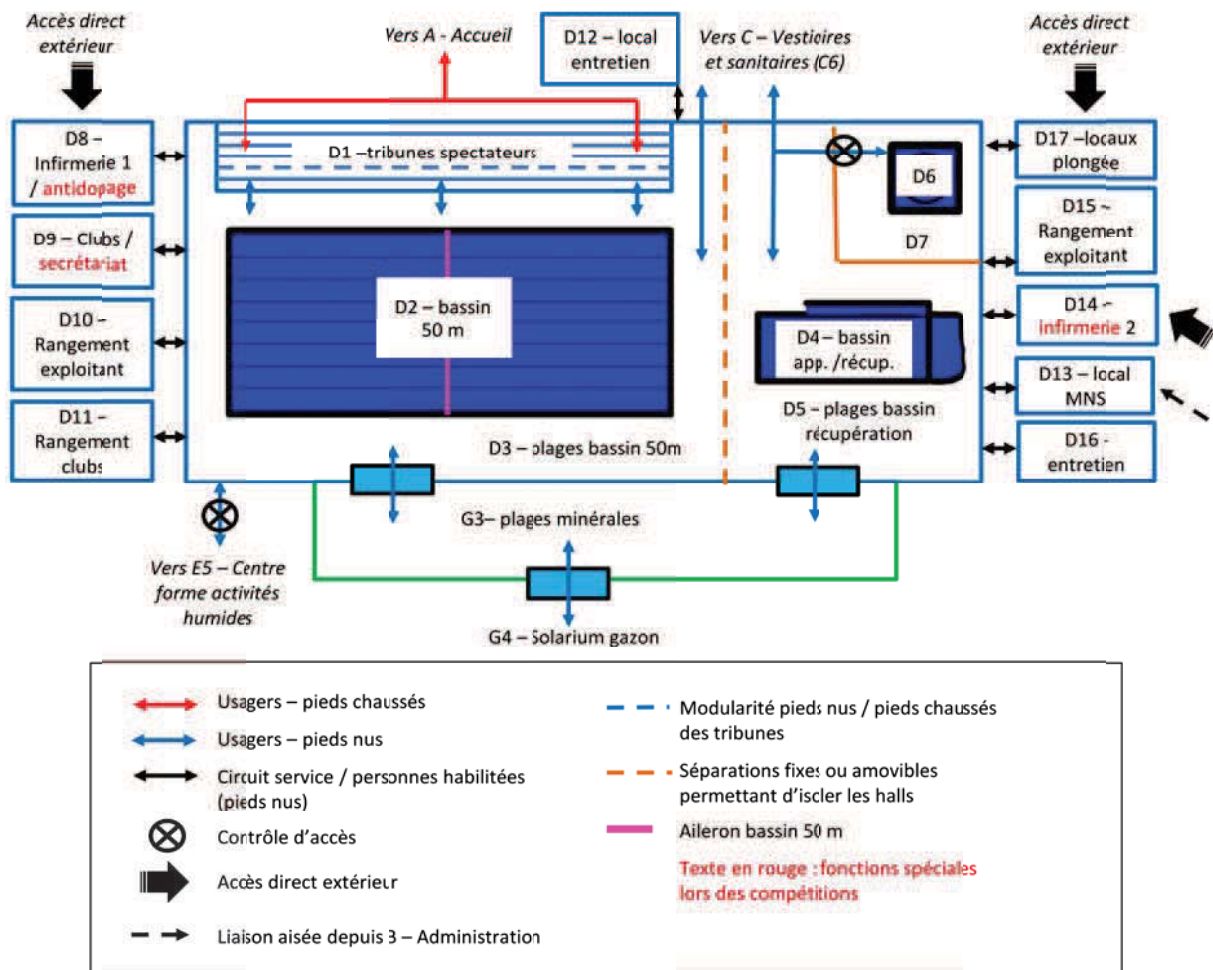 Accès direct
extérieur
Vers A - Accueil
D12 – local
entretien
Vers C – Vestiaires
et sanitaires (C6)
Accès direct
extérieur
D8 –
Infirmerie 1
/ antidopage
D1 –tribunes spectateurs
D6
D17 –locaux
plongée
D9 – Clubs /
secrétariat
D7
D15 –
Rangement
exploitant
D2 – bassin
50 m
D10 –
Rangement
exploitant
D4 – bassin
app. /récup.
D14 –
infirmerie 2
D13 – local
MNS
D11 –
Rangement
clubs
D3 – plages bassin 50m
D5 – plages bassin
récupération
D16 -
entretien
G3– plages minérales
Vers E5 – Centre
forme activités
humides
G4 – Solarium gazon
Usagers – pieds chaussés
Usagers – pieds nus
Circuit service / personnes habilitées
(pieds nus)
Contrôle d'accès
Accès direct extérieur
Liaison aisée depuis B – Administration
Modularité pieds nus / pieds chaussés
des tribunes
Séparations fixes ou amovibles
permettant d'isoler les halls
Aileron bassin 50 m
Texte en rouge : fonctions spéciales
lors des compétitions